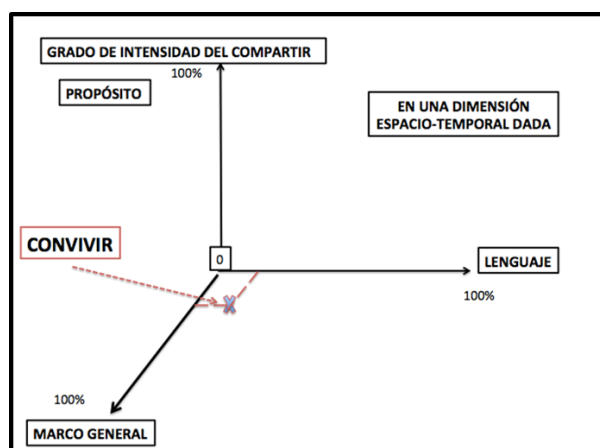 GRADO DE INTENSIDAD DEL COMPARTIR
100%
PROPÓSITO
EN UNA DIMENSIÓN
ESPACIO-TEMPORAL DADA
CONVIVIR
0
LENGUAJE
100%
X
100%
MARCO GENERAL